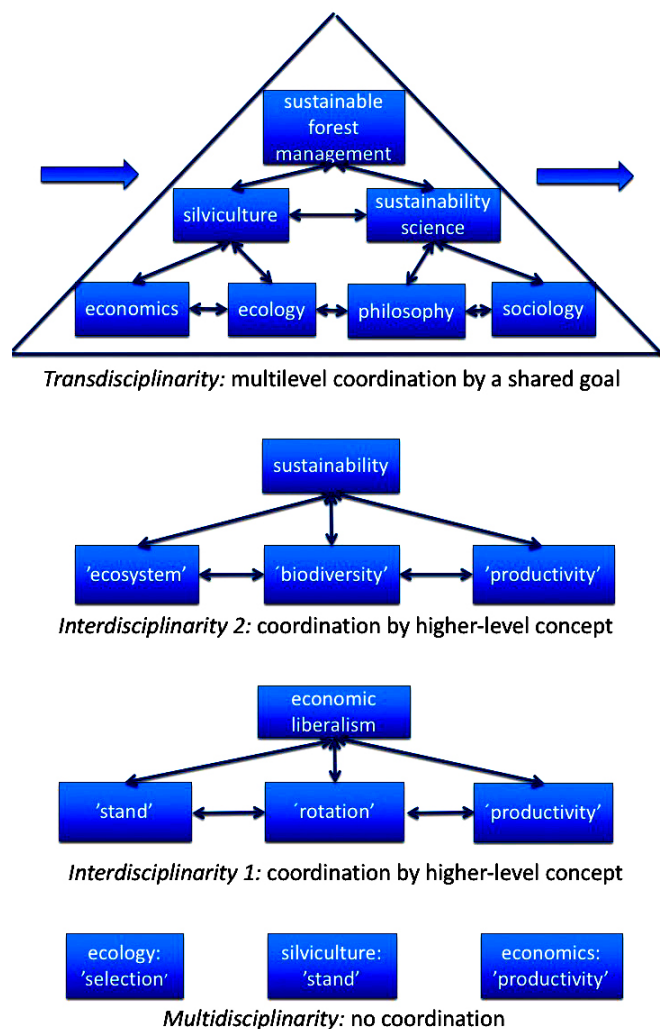 sustainable
forest
management
silviculture
sustainability
science
economics
ecology
philosophy
sociology
Transdisciplinarity: multilevel coordination by a shared goal
sustainability
’ecosystem’
´biodiversity’
’productivity’
Interdisciplinarity 2: coordination by higher-level concept
economic
liberalism
’stand’
´rotation’
´productivity’
Interdisciplinarity 1: coordination by higher-level concept
ecology:
’selection’
silviculture:
’stand’
economics:
’productivity’
Multidisciplinarity: no coordination